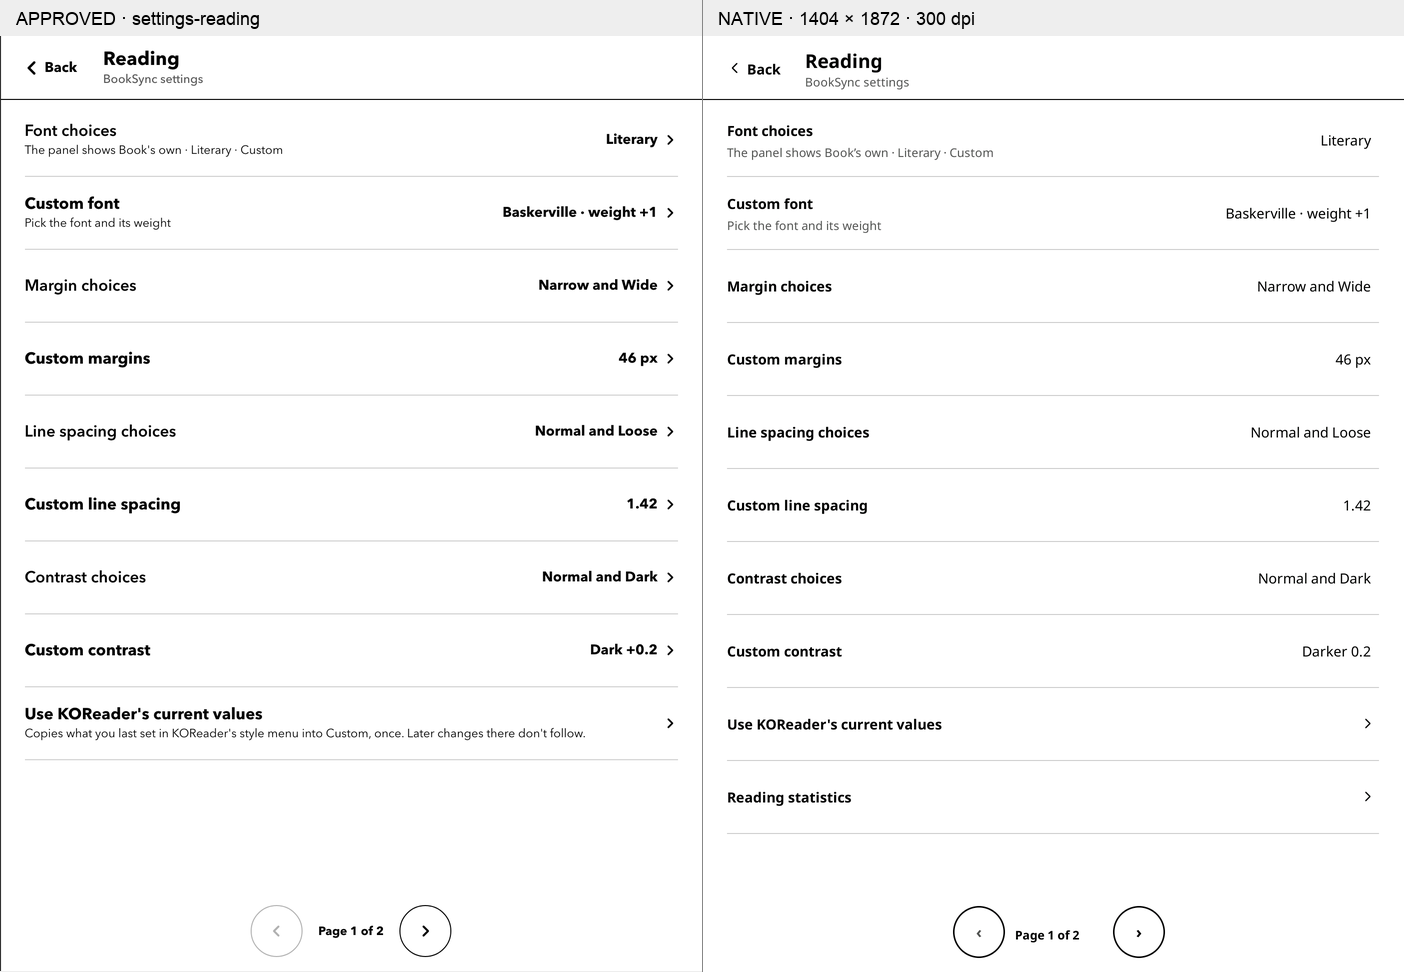 APPROVED · settings-reading
Back
Reading
BookSync settings
Font choices
The panel shows Book's own · Literary · Custom
Literary
Custom font
Pick the font and its weight
Baskerville · weight +1
Margin choices
Narrow and Wide
Custom margins
46 px
Line spacing choices
Normal and Loose
Custom line spacing
1.42
Contrast choices
Normal and Dark
Custom contrast
Dark +0.2
Use KOReader's current values
Copies what you last set in KOReader's style menu into Custom, once. Later changes there don't follow.
Page 1 of 2
NATIVE · 1404 × 1872 · 300 dpi
Back
Reading
BookSync settings
Font choices
The panel shows Book’s own · Literary · Custom
Literary
Custom font
Pick the font and its weight
Baskerville · weight +1
Margin choices
Narrow and Wide
Custom margins
46 px
Line spacing choices
Normal and Loose
Custom line spacing
1.42
Contrast choices
Normal and Dark
Custom contrast
Darker 0.2
Use KOReader's current values
Reading statistics
Page 1 of 2